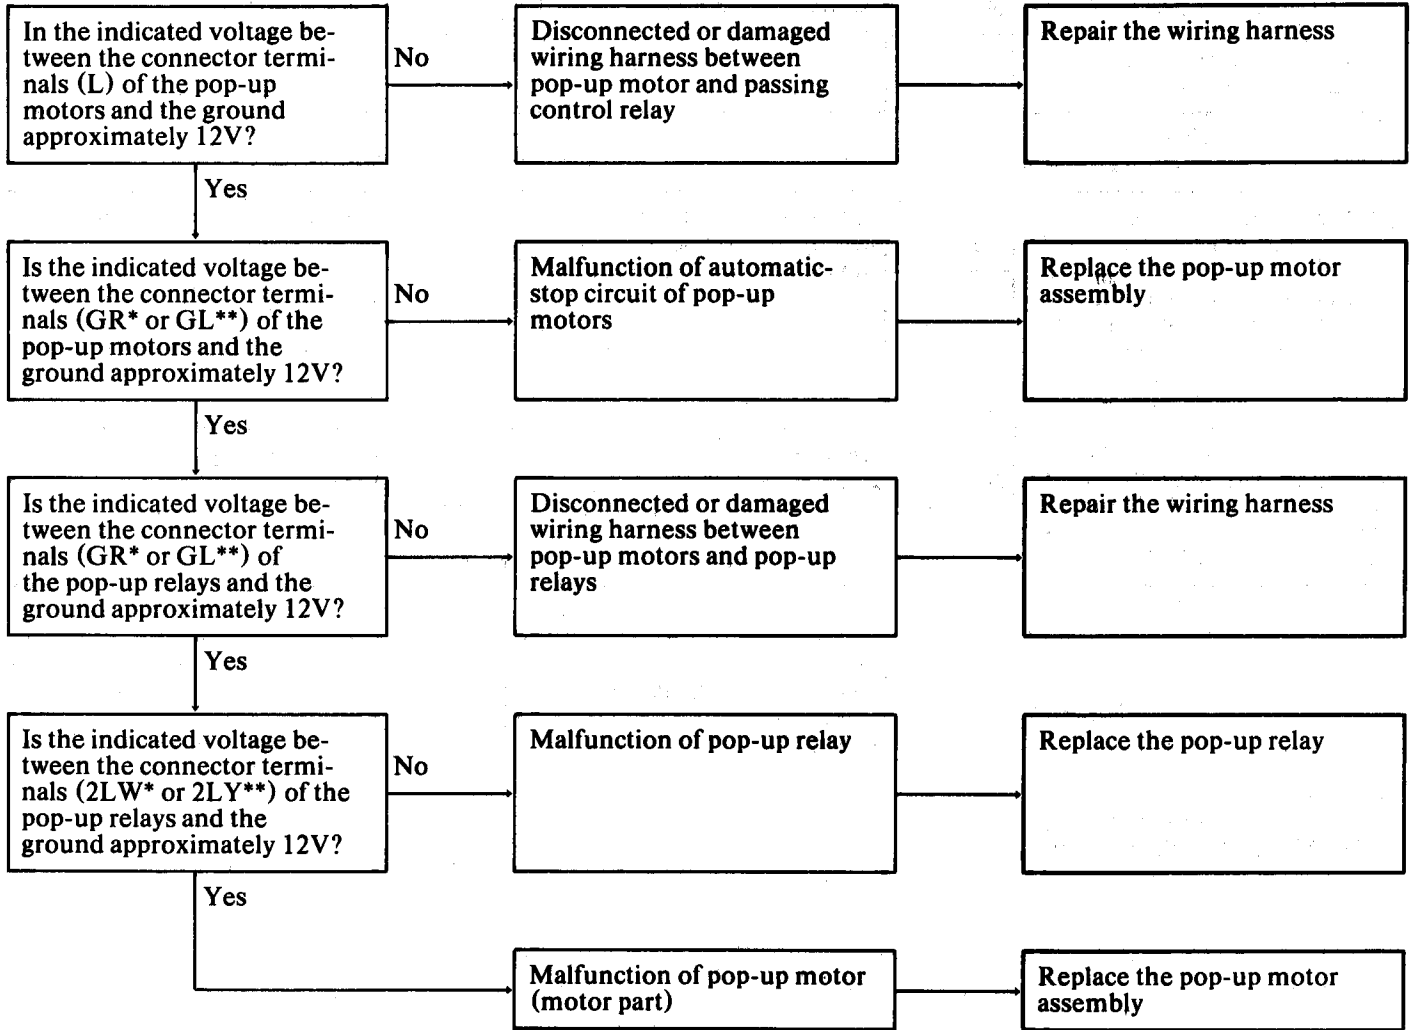 In the indicated voltage be-
tween the connector termi-
nals (L) of the pop-up
motors and the ground
approximately 12V?
No
Disconnected or damaged
wiring harness between
pop-up motor and passing
control relay
Repair the wiring harness
Yes
Is the indicated voltage be-
tween the connector termi-
nals (GR* or GL**) of the
pop-up motors and the
ground approximately 12V?
No
Malfunction of automatic-
stop circuit of pop-up
motors
Replace the pop-up motor
assembly
Yes
Is the indicated voltage be-
tween the connector termi-
nals (GR* or GL**) of
the pop-up relays and the
ground approximately 12V?
No
Disconnected or damaged
wiring harness between
pop-up motors and pop-up
relays
Repair the wiring harness
Yes
Is the indicated voltage be-
tween the connector termi-
nals (2LW* or 2LY**) of the
pop-up relays and the
ground approximately 12V?
No
Malfunction of pop-up relay
Replace the pop-up relay
Yes
Malfunction of pop-up motor
(motor part)
Replace the pop-up motor
assembly